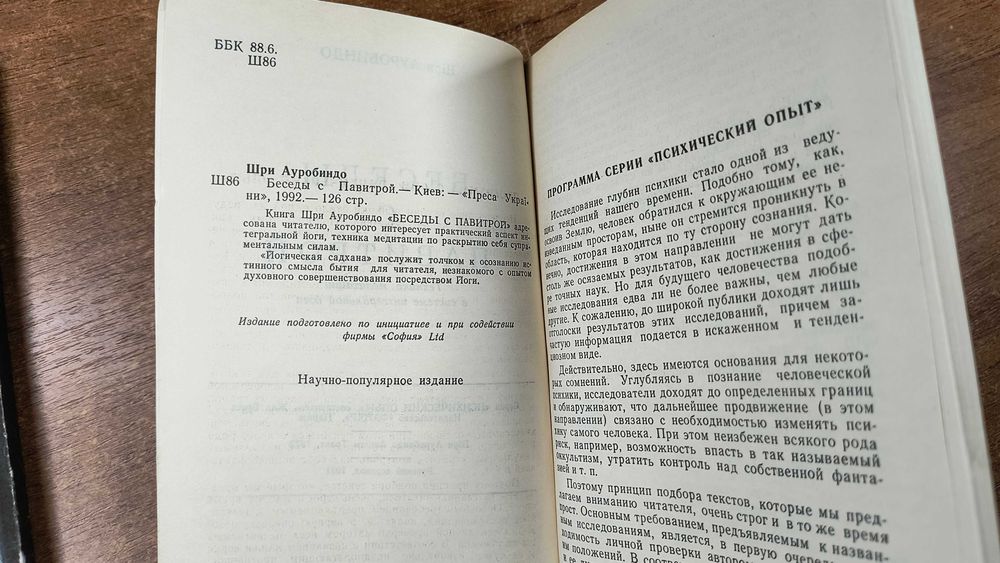 ББК 88.6.
Ш86
Шри Ауробиндо
Ш86 Беседы с Павитрой.— Киев: — «Преса Украї-
ни», 1992.— 126 стр.
Книга Шри Ауробиндо «БЕСЕДЫ С ПАВИТРОЙ» адре-
сована читателю, которого интересует практический аспект ин-
тегральной йоги, техника медитации по раскрытию себя супра-
ментальным силам.
«Йогическая садхана» послужит толчком к осознанию ис-
тинного смысла бытия для читателя, незнакомого с опытом
духовного совершенствования посредством Йоги.
Издание подготовлено по инициативе и при содействии
фирмы «София» Ltd
Научно-популярное издание
ПРОГРАММА СЕРИИ «ПСИХИЧЕСКИЙ ОПЫТ»
Исследование глубин психики стало одной из веду-
щих тенденций нашего времени. Подобно тому, как,
освоив Землю, человек обратился к окружающим ее не-
изведанным просторам, ныне он стремится проникнуть в
область, которая находится по ту сторону сознания. Ко-
нечно, достижения в этом направлении не могут дать
столь же осязаемых результатов, как достижения в сфе-
ре точных наук. Но для будущего человечества подоб-
ные исследования едва ли не более важны, чем любые
другие. К сожалению, до широкой публики доходят лишь
отголоски результатов этих исследований, причем за-
частую информация подается в искаженном и тенден-
циозном виде.
Действительно, здесь имеются основания для некото-
рых сомнений. Углубляясь в познание человеческой
психики, исследователи доходят до определенных границ
и обнаруживают, что дальнейшее продвижение (в этом
направлении) связано с необходимостью изменять пси-
хику самого человека. При этом неизбежен всякого рода
риск, например, возможность впасть в так называемый
оккультизм, утратить контроль над собственной фанта-
зией и т. п.
Поэтому принцип подбора текстов, которые мы пред-
лагаем вниманию читателя, очень строг и в то же время
прост. Основным требованием, предъявляемым к назван-
ным исследованиям, является, в первую очередь,
димость личной проверки автором
положений. В